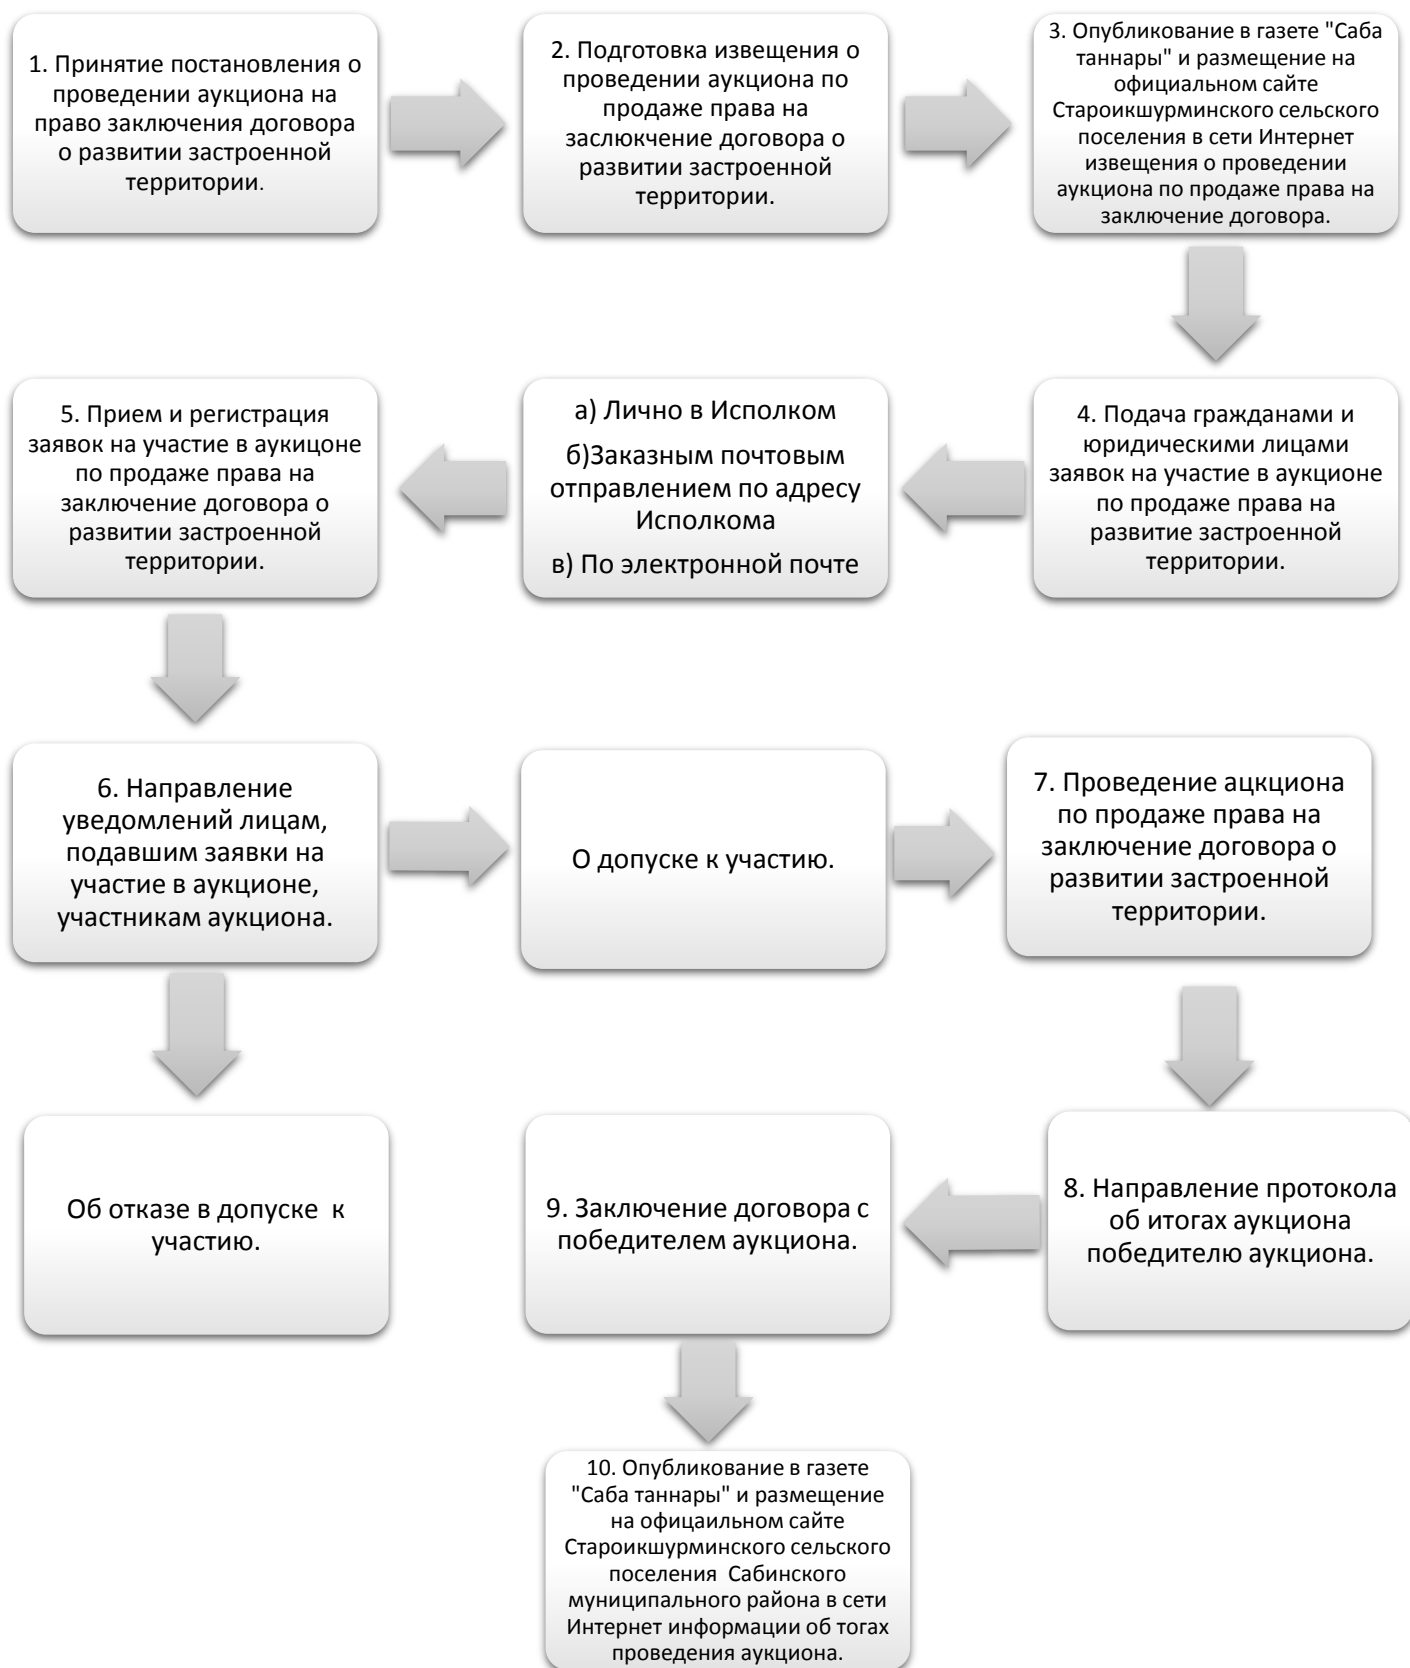 1. Принятие постановления о
проведении аукциона на
право заключения договора
о развитии застроенной
территории.
2. Подготовка извещения о
проведении аукциона по
продаже права на
заслюкчение договора о
развитии застроенной
территории.
3. Опубликование в газете "Саба
таннары" и размещение на
официальном сайте
Староикшурминского сельского
поселения в сети Интернет
извещения о проведении
аукциона по продаже права на
заключение договора.
4. Подача гражданами и
юридическими лицами
заявок на участие в аукционе
по продаже права на
развитие застроенной
территории.
а) Лично в Исполком
б)Заказным почтовым
отправлением по адресу
Исполкома
в) По электронной почте
5. Прием и регистрация
заявок на участие в аукицоне
по продаже права на
заключение договора о
развитии застроенной
территории.
6. Направление
уведомлений лицам,
подавшим заявки на
участие в аукционе,
участникам аукциона.
О допуске к участию.
7. Проведение ацкциона
по продаже права на
заключение договора о
развитии застроенной
территории.
Об отказе в допуске  к
участию.
8. Направление протокола
об итогах аукциона
победителю аукциона.
9. Заключение договора с
победителем аукциона.
10. Опубликование в газете
"Саба таннары" и размещение
на офицаильном сайте
Староикшурминского сельского
поселения  Сабинского
муниципального района в сети
Интернет информации об тогах
проведения аукциона.